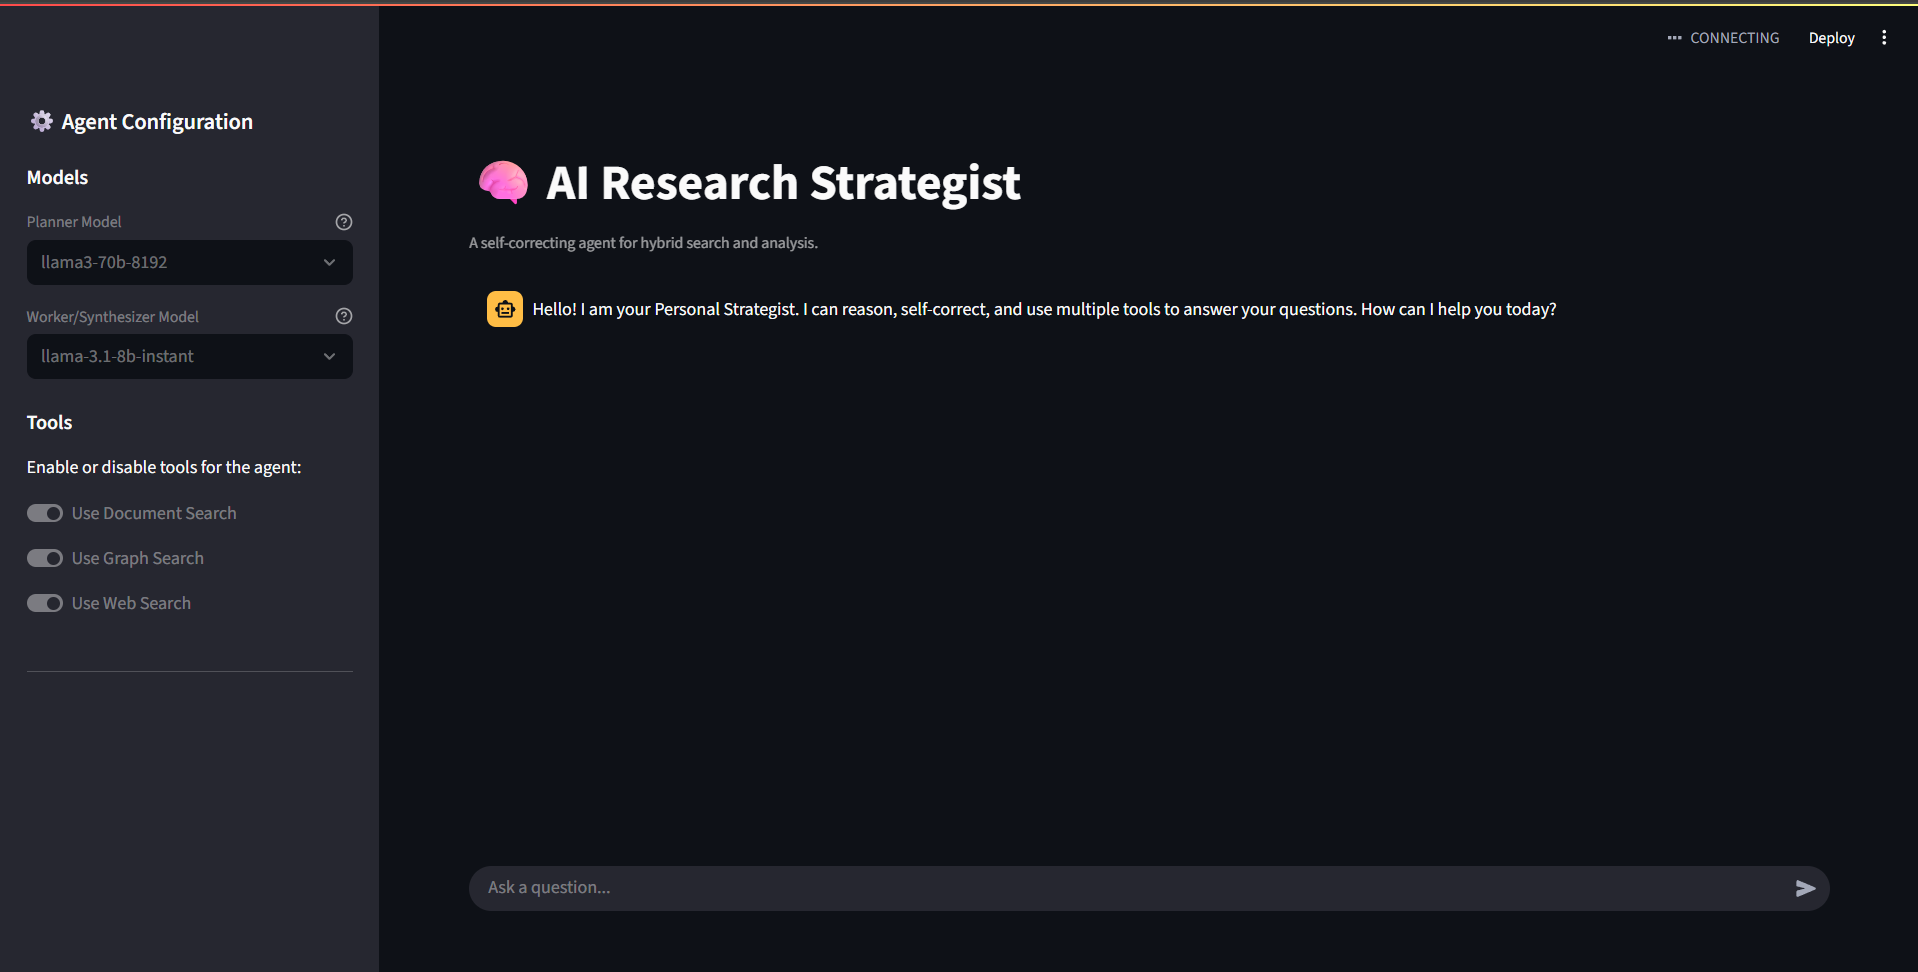 CONNECTING
Deploy
Agent Configuration
Models
Planner Model
llama3-70b-8192
Worker/Synthesizer Model
llama-3.1-8b-instant
Tools
Enable or disable tools for the agent:
Use Document Search
Use Graph Search
Use Web Search
AI Research Strategist
A self-correcting agent for hybrid search and analysis.
Hello! I am your Personal Strategist. I can reason, self-correct, and use multiple tools to answer your questions. How can I help you today?
Ask a question...